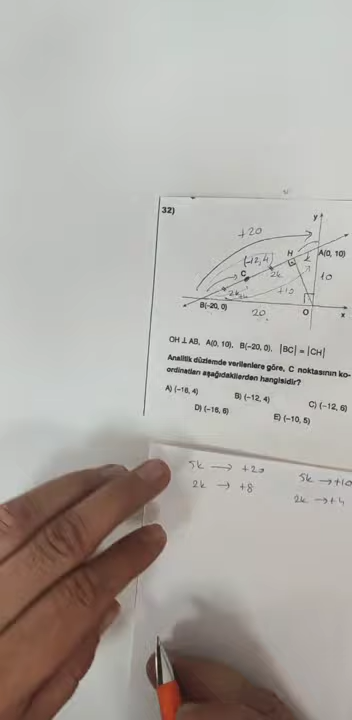 32)
y
+20
H
A(0, 10)
(-12,4)
k
C
2k
10
+10
2k
+4
B(-20, 0)
20
O
x
OH ⊥ AB, A(0, 10), B(-20, 0), |BC| = |CH|
Analitik düzlemde verilenlere göre, C noktasının ko-
ordinatları aşağıdakilerden hangisidir?
A) (-16, 4)
B) (-12, 4)
C) (-12, 6)
D) (-16, 6)
E) (-10, 5)
5k → +20
5k → +10
2k → +8
2k → +4